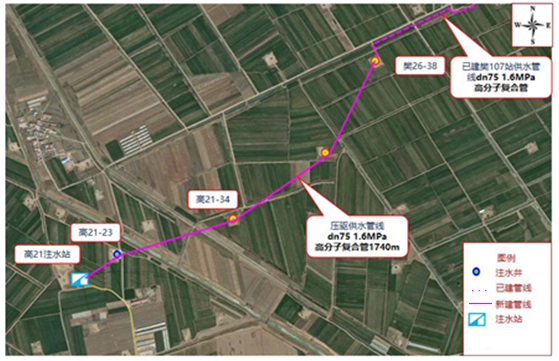 N
W E
S
樊26-38
已建樊107站供水管
线dn75 1.6MPa
高分子复合管
高21-34
高21-23
高21注水站
压驱供水管线
dn75 1.6MPa
高分子复合管1740m
图例
注水井
已建管线
新建管线
注水站